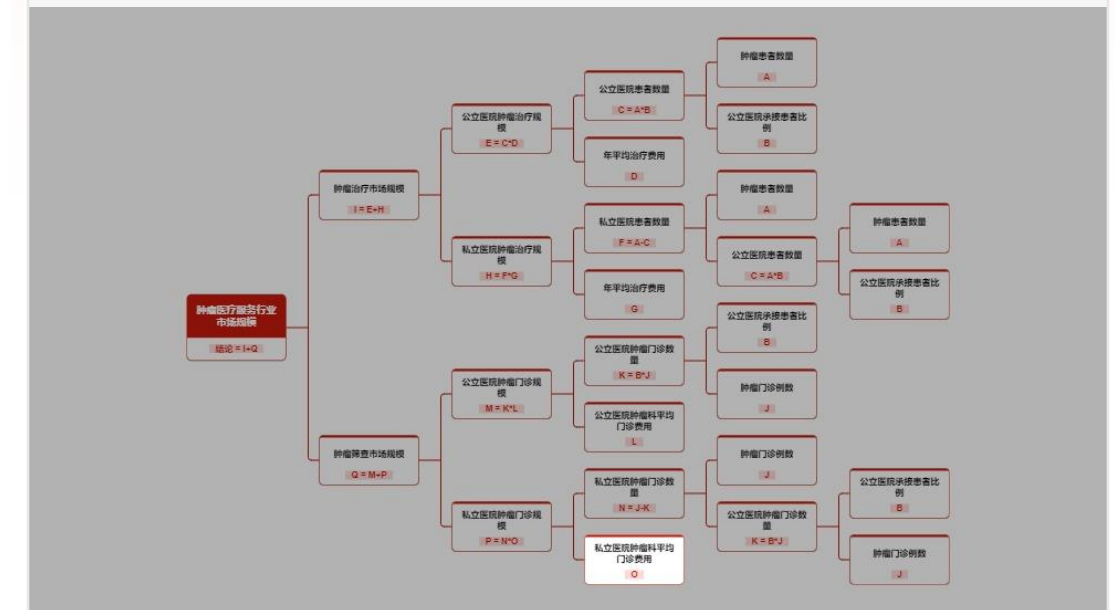 肿瘤患者数量
A
公立医院患者数量
C = A*B
公立医院肿瘤治疗规
模
E = C*D
公立医院承接患者比
例
B
年平均治疗费用
D
肿瘤治疗市场规模
I = E+H
肿瘤患者数量
A
私立医院患者数量
F = A-C
肿瘤患者数量
A
私立医院肿瘤治疗规
模
H = F*G
公立医院患者数量
C = A*B
年平均治疗费用
G
公立医院承接患者比
例
B
肿瘤医疗服务行业
市场规模
结论 = I+Q
公立医院承接患者比
例
B
公立医院肿瘤门诊数
量
K = B*J
公立医院肿瘤门诊规
模
M = K*L
肿瘤门诊例数
J
公立医院肿瘤科平均
门诊费用
L
肿瘤筛查市场规模
Q = M+P
肿瘤门诊例数
J
私立医院肿瘤门诊数
量
N = J-K
公立医院承接患者比
例
B
私立医院肿瘤门诊规
模
P = N*O
公立医院肿瘤门诊数
量
K = B*J
私立医院肿瘤科平均
门诊费用
O
肿瘤门诊例数
J